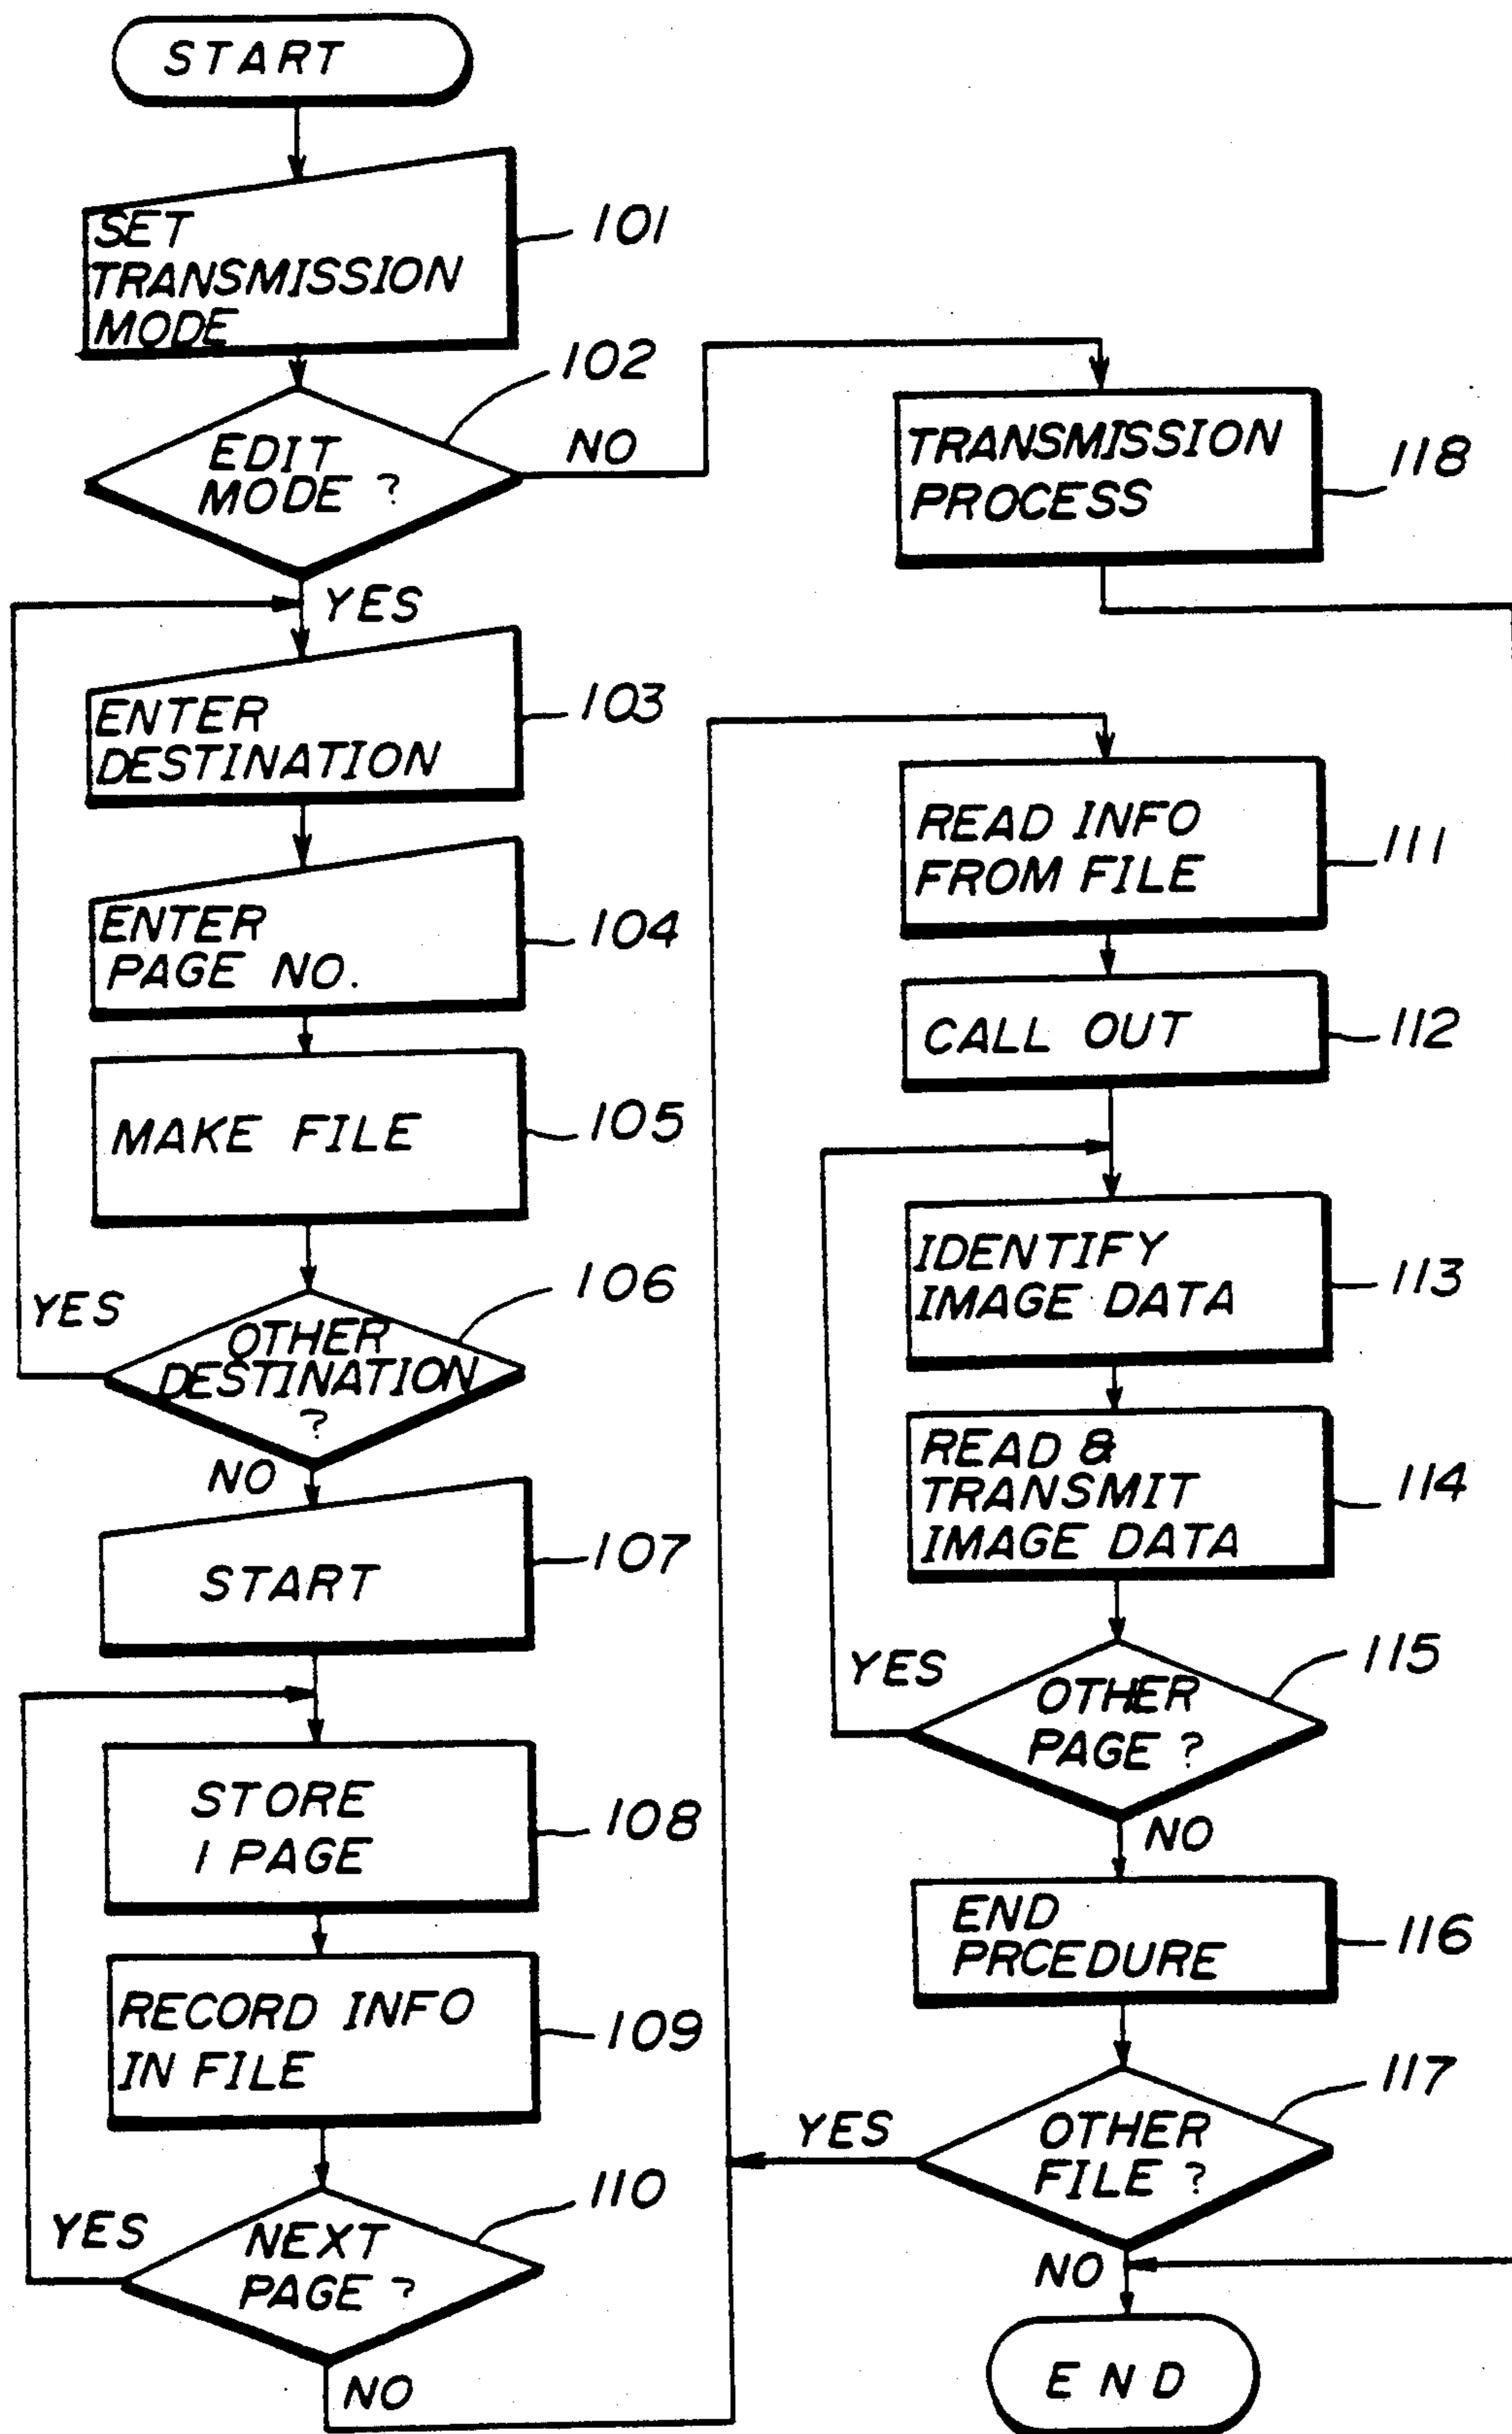 START
SET
TRANSMISSION
MODE
101
EDIT
MODE ?
102
NO
YES
ENTER
DESTINATION
103
ENTER
PAGE NO.
104
MAKE FILE
105
OTHER
DESTINATION
?
106
YES
NO
START
107
STORE
1 PAGE
108
RECORD INFO
IN FILE
109
NEXT
PAGE ?
110
YES
NO
TRANSMISSION
PROCESS
118
READ INFO
FROM FILE
111
CALL OUT
112
IDENTIFY
IMAGE DATA
113
READ &
TRANSMIT
IMAGE DATA
114
OTHER
PAGE ?
115
YES
NO
END
PRCEDURE
116
OTHER
FILE ?
117
YES
NO
END